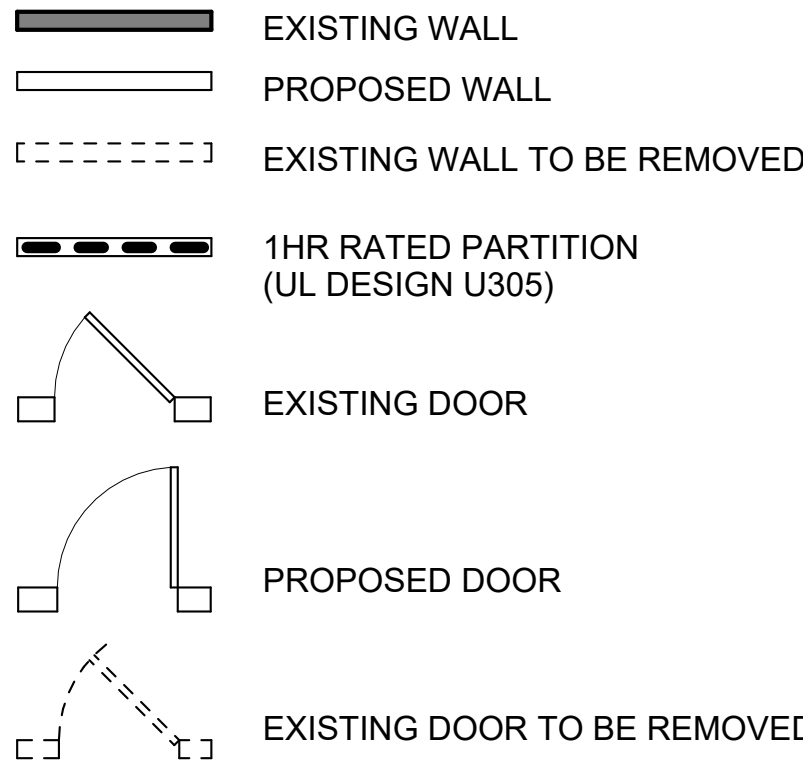 EXISTING WALL
PROPOSED WALL
EXISTING WALL TO BE REMOVED
1HR RATED PARTITION
(UL DESIGN U305)
EXISTING DOOR
PROPOSED DOOR
EXISTING DOOR TO BE REMOVED